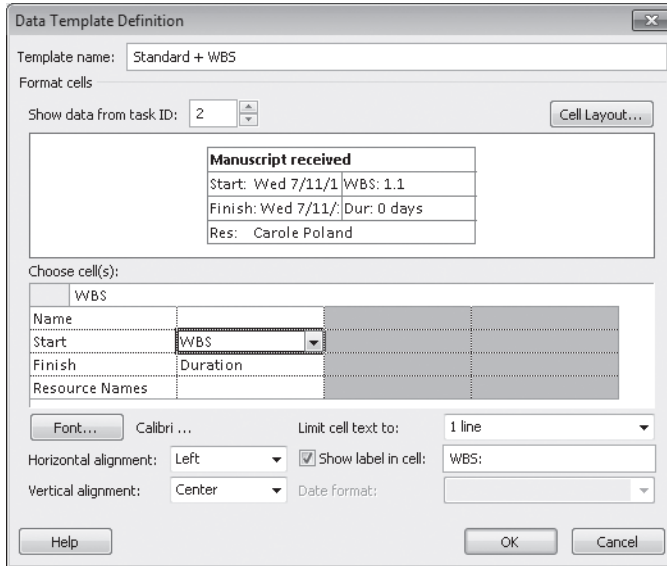 Data Template Definition
Template name: Standard + WBS
Format cells
Show data from task ID: 2 Cell Layout...
Manuscript received
Start: Wed 7/11/1 WBS: 1.1
Finish: Wed 7/11/: Dur: 0 days
Res: Carole Poland
Choose cell(s):
WBS
Name
Start WBS
Finish Duration
Resource Names
Font... Calibri ... Limit cell text to: 1 line
Horizontal alignment: Left Show label in cell: WBS:
Vertical alignment: Center Date format:
Help OK Cancel